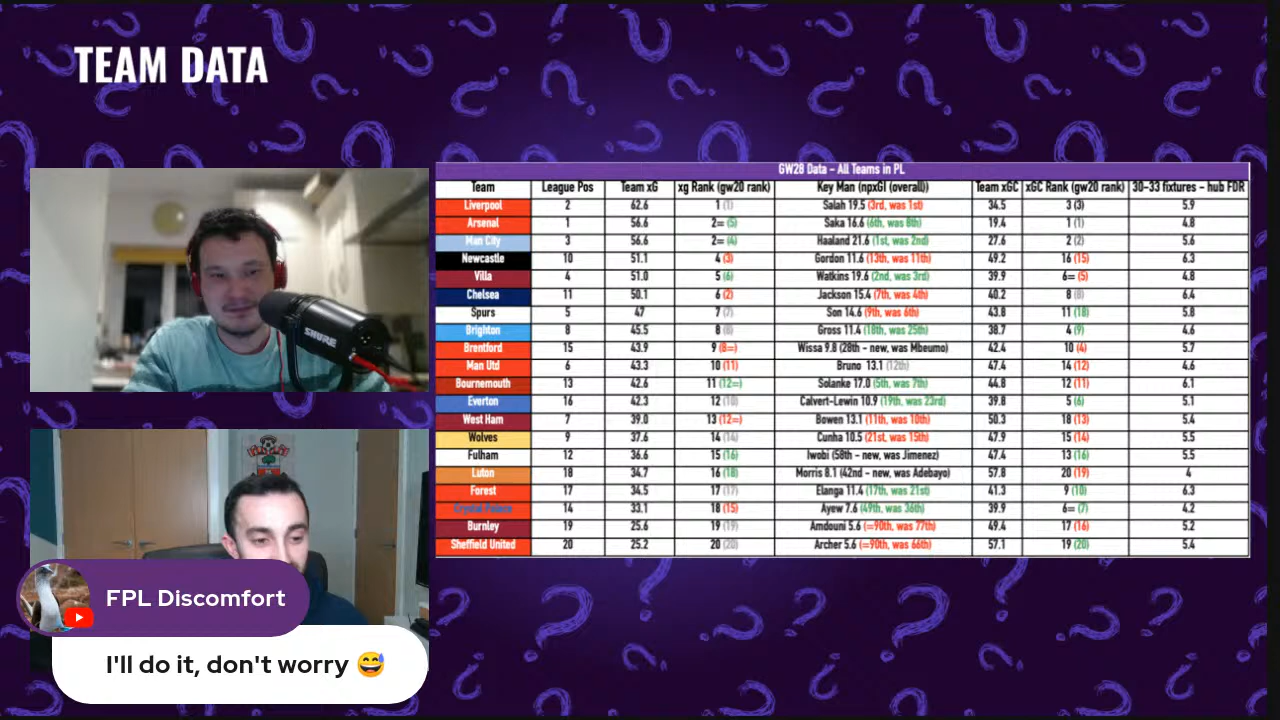 TEAM DATA
GW28 Data - All Teams in PL
Team League Pos Team xG xg Rank (gw20 rank) Key Man (npxGI (overall) Team xGC xGC Rank (gw20 rank) 30-33 fixtures - hub FDR
Liverpool 2 62.6 1 (1) Salah 19.5 (3rd, was 1st) 34.5 3 (3) 5.9
Arsenal 1 56.6 2= (5) Saka 16.6 (6th, was 8th) 19.4 1 (1) 4.8
Man City 3 56.6 2= (4) Haaland 21.6 (1st, was 2nd) 27.6 2 (2) 5.6
Newcastle 10 51.1 4 (3) Gordon 11.6 (13th, was 11th) 49.2 16 (15) 6.3
Villa 4 51.0 5 (6) Watkins 19.6 (2nd, was 3rd) 39.9 6= (5) 4.8
Chelsea 11 50.1 6 (2) Jackson 15.4 (7th, was 4th) 40.2 8 (8) 6.4
Spurs 5 47 7 (7) Son 14.6 (9th, was 6th) 43.8 11 (18) 5.8
Brighton 8 45.5 8 (8) Gross 11.4 (18th, was 25th) 38.7 4 (9) 4.6
Brentford 15 43.9 9 (8=) Wissa 9.8 (28th - new, was Mbeumo) 42.4 10 (4) 5.7
Man Utd 6 43.3 10 (11) Bruno 13.1 (12th) 47.4 14 (12) 4.6
Bournemouth 13 42.6 11 (12=) Solanke 17.0 (5th, was 7th) 44.8 12 (11) 6.1
Everton 16 42.3 12 (10) Calvert-Lewin 10.9 (19th, was 23rd) 39.8 5 (6) 5.1
West Ham 7 39.0 13 (12=) Bowen 13.1 (11th, was 10th) 50.3 18 (13) 5.4
Wolves 9 37.6 14 (14) Cunha 10.5 (21st, was 15th) 47.9 15 (14) 5.5
Fulham 12 36.6 15 (16) Iwobi (58th - new, was Jimenez) 47.4 13 (16) 5.5
Luton 18 34.7 16 (18) Morris 8.1 (42nd - new, was Adebayo) 57.8 20 (19) 4
Forest 17 34.5 17 (17) Elanga 11.4 (17th, was 21st) 41.3 9 (10) 6.3
Crystal Palace 14 33.1 18 (15) Ayew 7.6 (49th, was 36th) 39.9 6= (7) 4.2
Burnley 19 25.6 19 (19) Amdouni 5.6 (=90th, was 77th) 49.4 17 (16) 5.2
Sheffield United 20 25.2 20 (20) Archer 5.6 (=90th, was 66th) 57.1 19 (20) 5.4
SHURE
FPL Discomfort
I'll do it, don't worry 😅